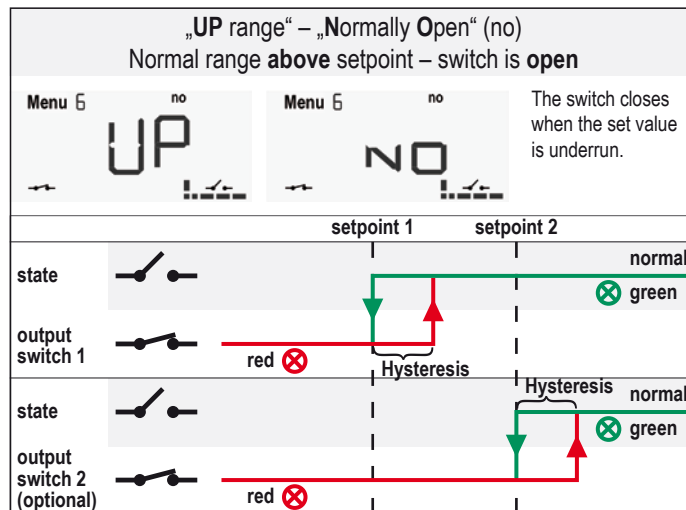 „UP range“ – „Normally Open“ (no)
Normal range above setpoint – switch is open
Menu 6 no
UP
Menu 6 no
NO
The switch closes
when the set value
is underrun.
setpoint 1 setpoint 2
state
normal
green
output
switch 1
red
Hysteresis
Hysteresis
state
normal
green
output
switch 2
(optional)
red